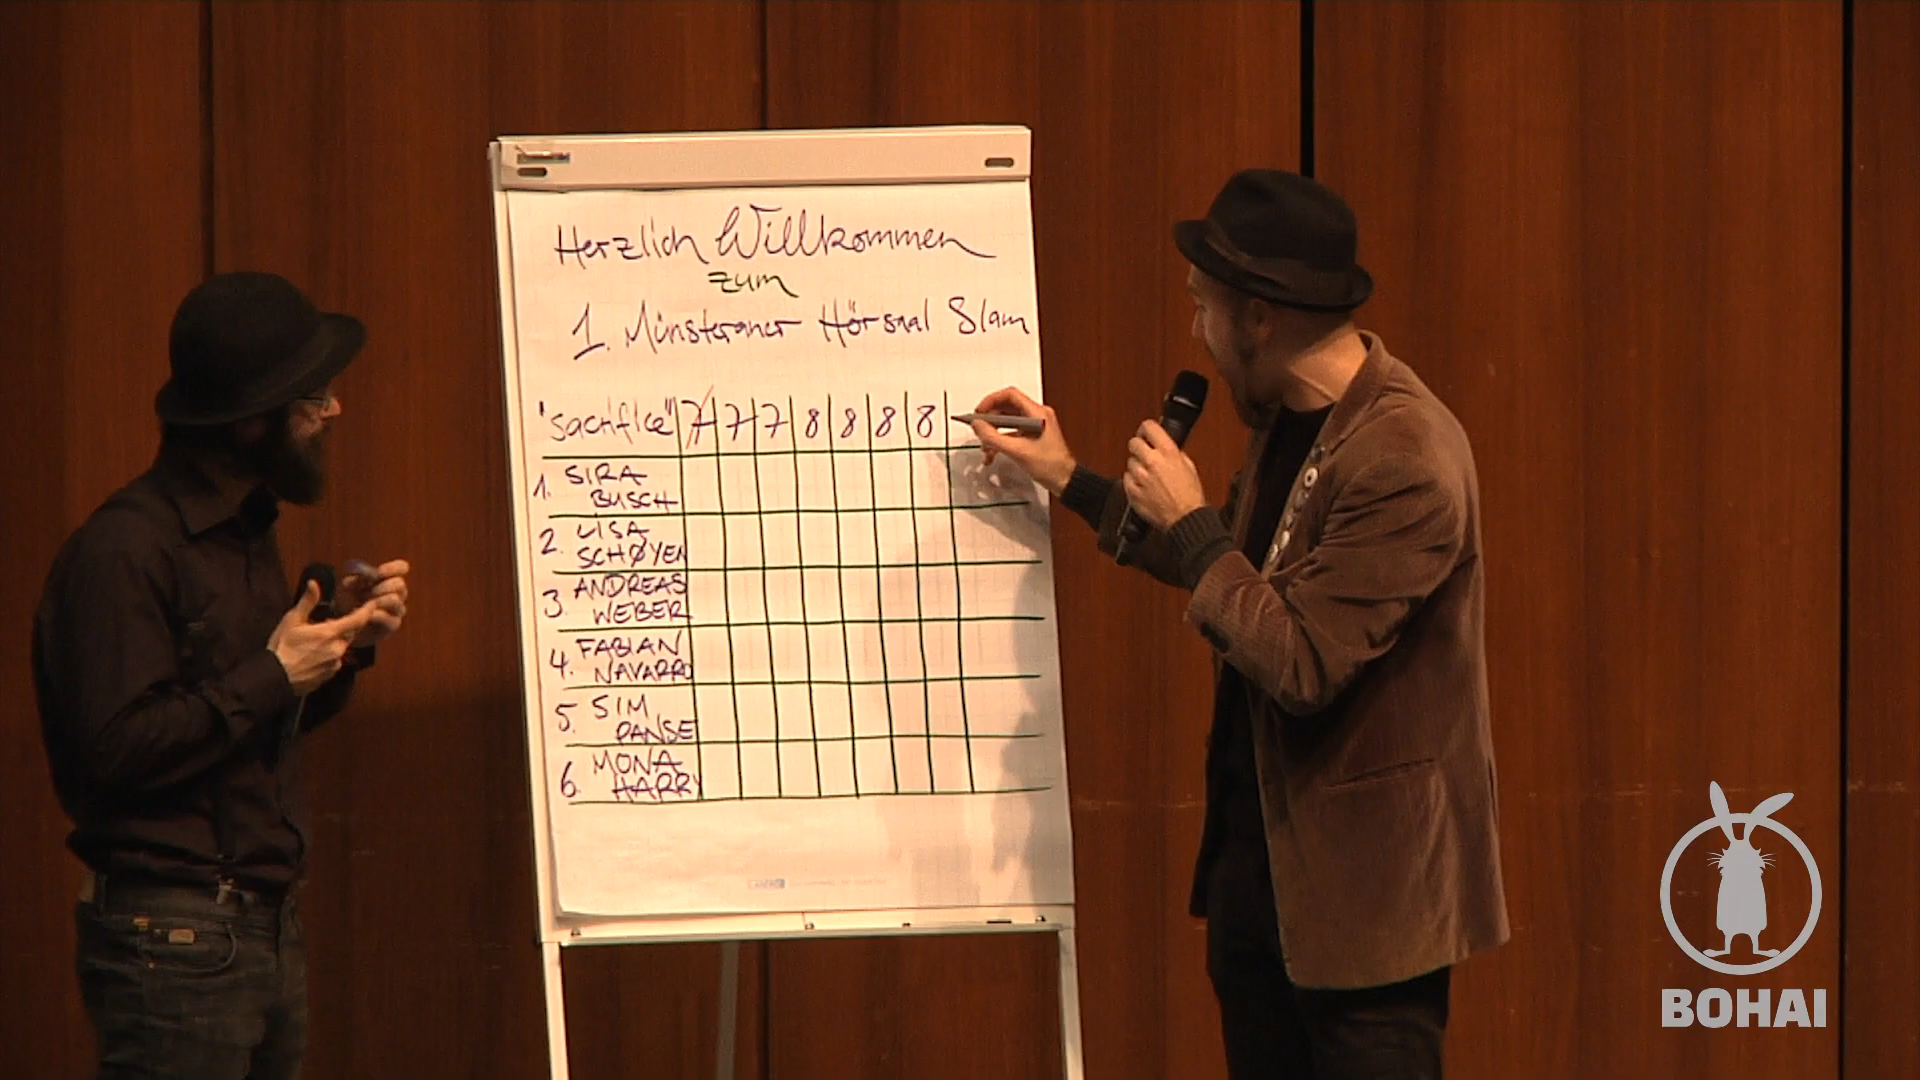 Herzlich Willkommen
zum
1. Münsteraner Hörsaal Slam
"sacrifice" 7 7 7 8 8 8 8
1. SIRA
BUSCH
2. LISA
SCHØYEN
3. ANDREAS
WEBER
4. FABIAN
NAVARRO
5. SIM
PANSE
6. MONA
HARRY
BOHAI